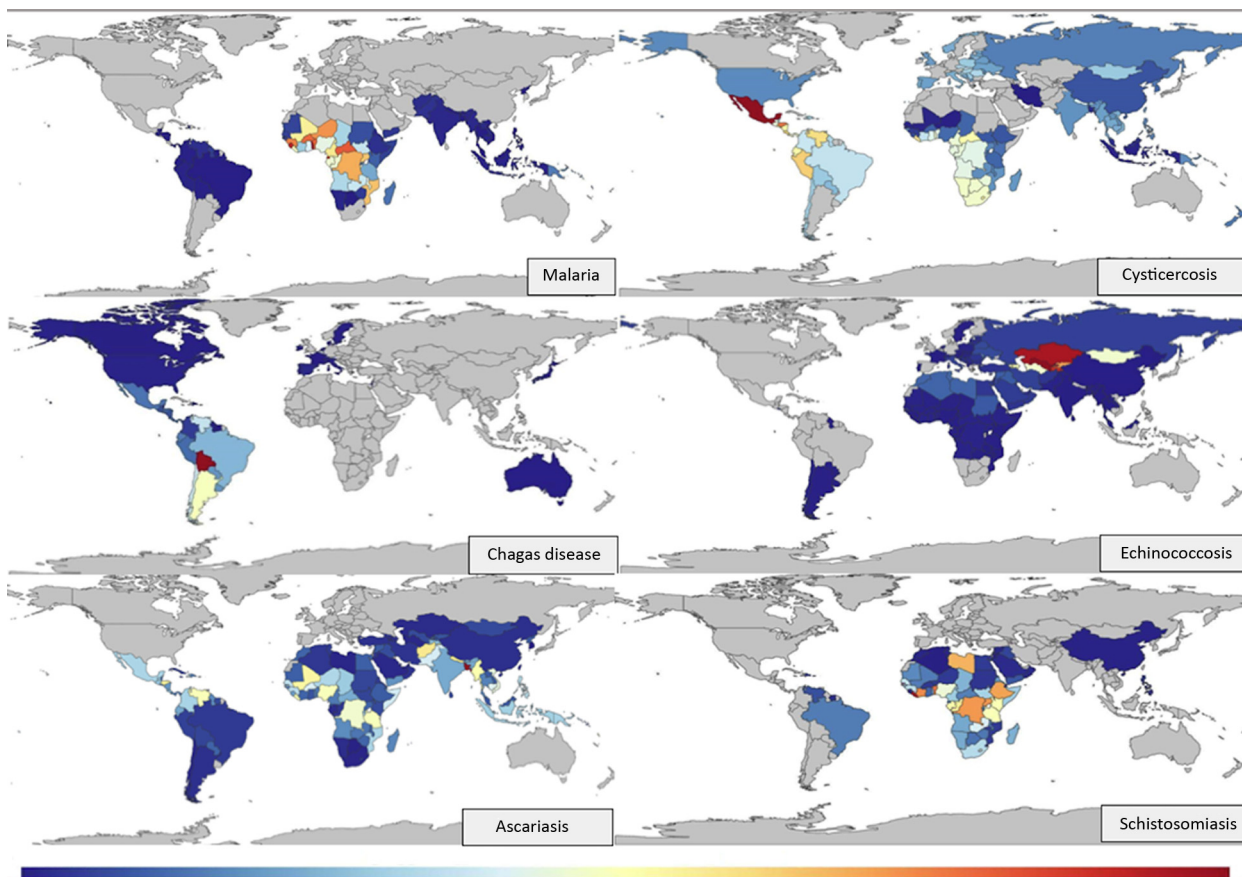 Malaria
Cysticercosis
Chagas disease
Echinococcosis
Ascariasis
Schistosomiasis